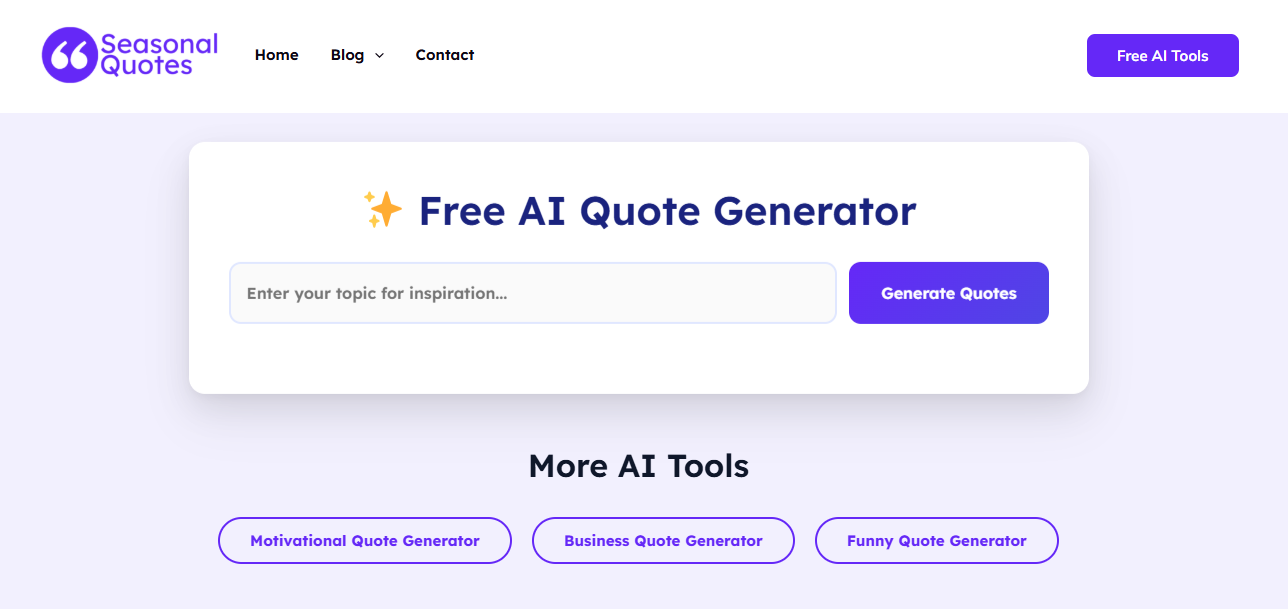 Seasonal
Quotes
Home
Blog
Contact
Free AI Tools
Free AI Quote Generator
Enter your topic for inspiration...
Generate Quotes
More AI Tools
Motivational Quote Generator
Business Quote Generator
Funny Quote Generator